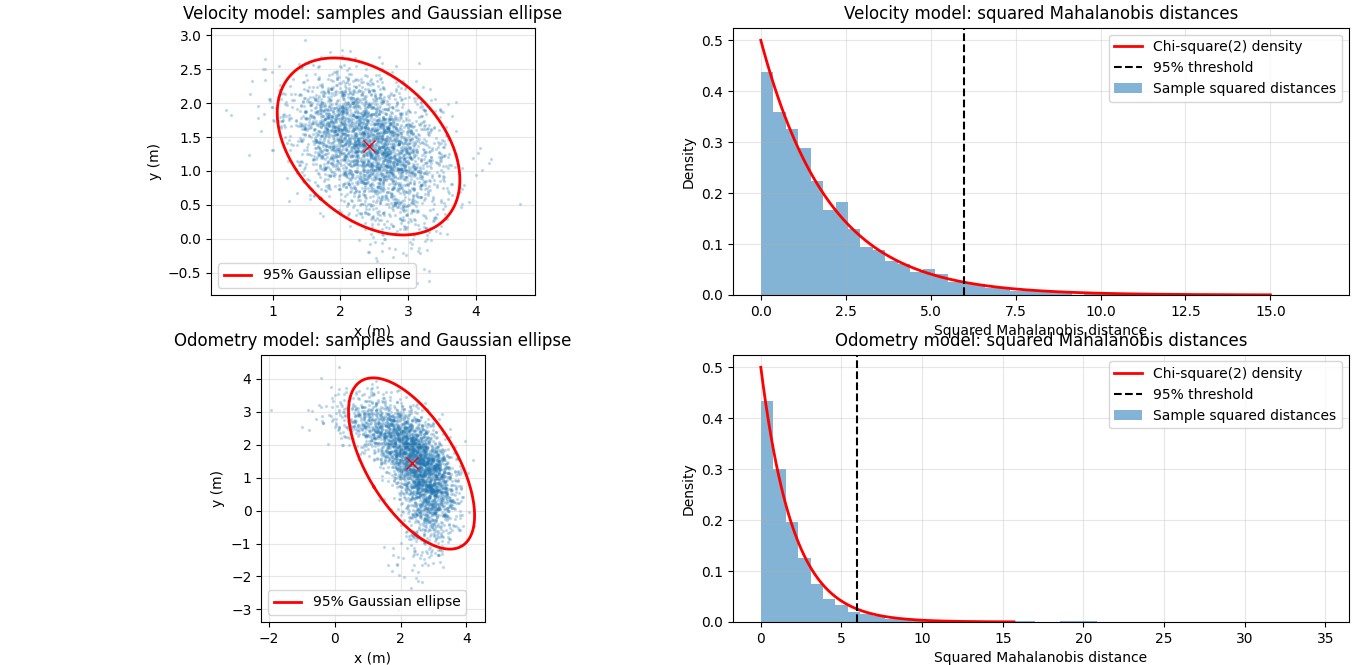 Velocity model: samples and Gaussian ellipse
3.0
2.5
2.0
1.5
1.0
0.5
0.0
−0.5
y (m)
95% Gaussian ellipse
1 2 3 4
x (m)
Velocity model: squared Mahalanobis distances
0.5
0.4
0.3
0.2
0.1
0.0
Density
Chi-square(2) density
95% threshold
Sample squared distances
0.0 2.5 5.0 7.5 10.0 12.5 15.0
Squared Mahalanobis distance
Odometry model: samples and Gaussian ellipse
4
3
2
1
0
−1
−2
−3
y (m)
95% Gaussian ellipse
−2 0 2 4
x (m)
Odometry model: squared Mahalanobis distances
0.5
0.4
0.3
0.2
0.1
0.0
Density
Chi-square(2) density
95% threshold
Sample squared distances
0 5 10 15 20 25 30 35
Squared Mahalanobis distance